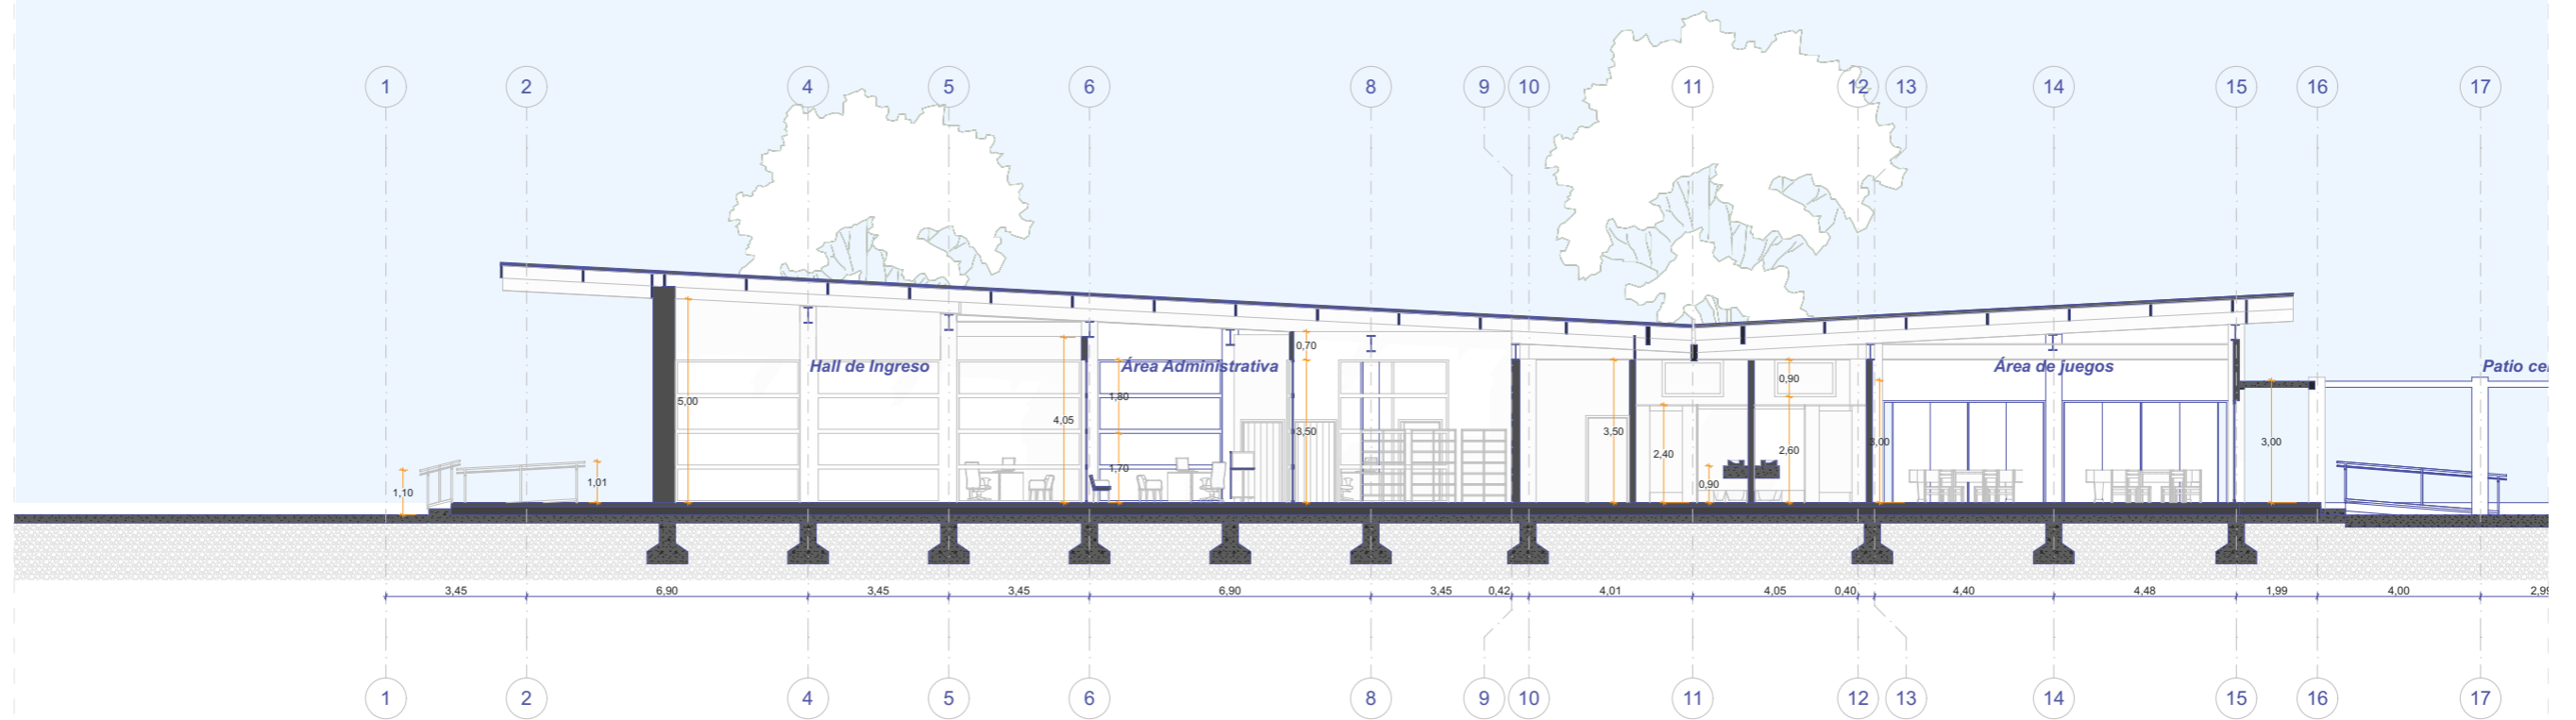 1 2 4 5 6 8 9 10 11 12 13 14 15 16 17
Hall de Ingreso
Área Administrativa
Área de juegos
Patio ce
0,70
0,90
1,80
5,00
4,05
3,50
3,50
3,00
3,00
2,40
2,60
1,70
1,01
0,90
1,10
3,45 6,90 3,45 3,45 6,90 3,45 0,42 4,01 4,05 0,40 4,40 4,48 1,99 4,00 2,99
1 2 4 5 6 8 9 10 11 12 13 14 15 16 17